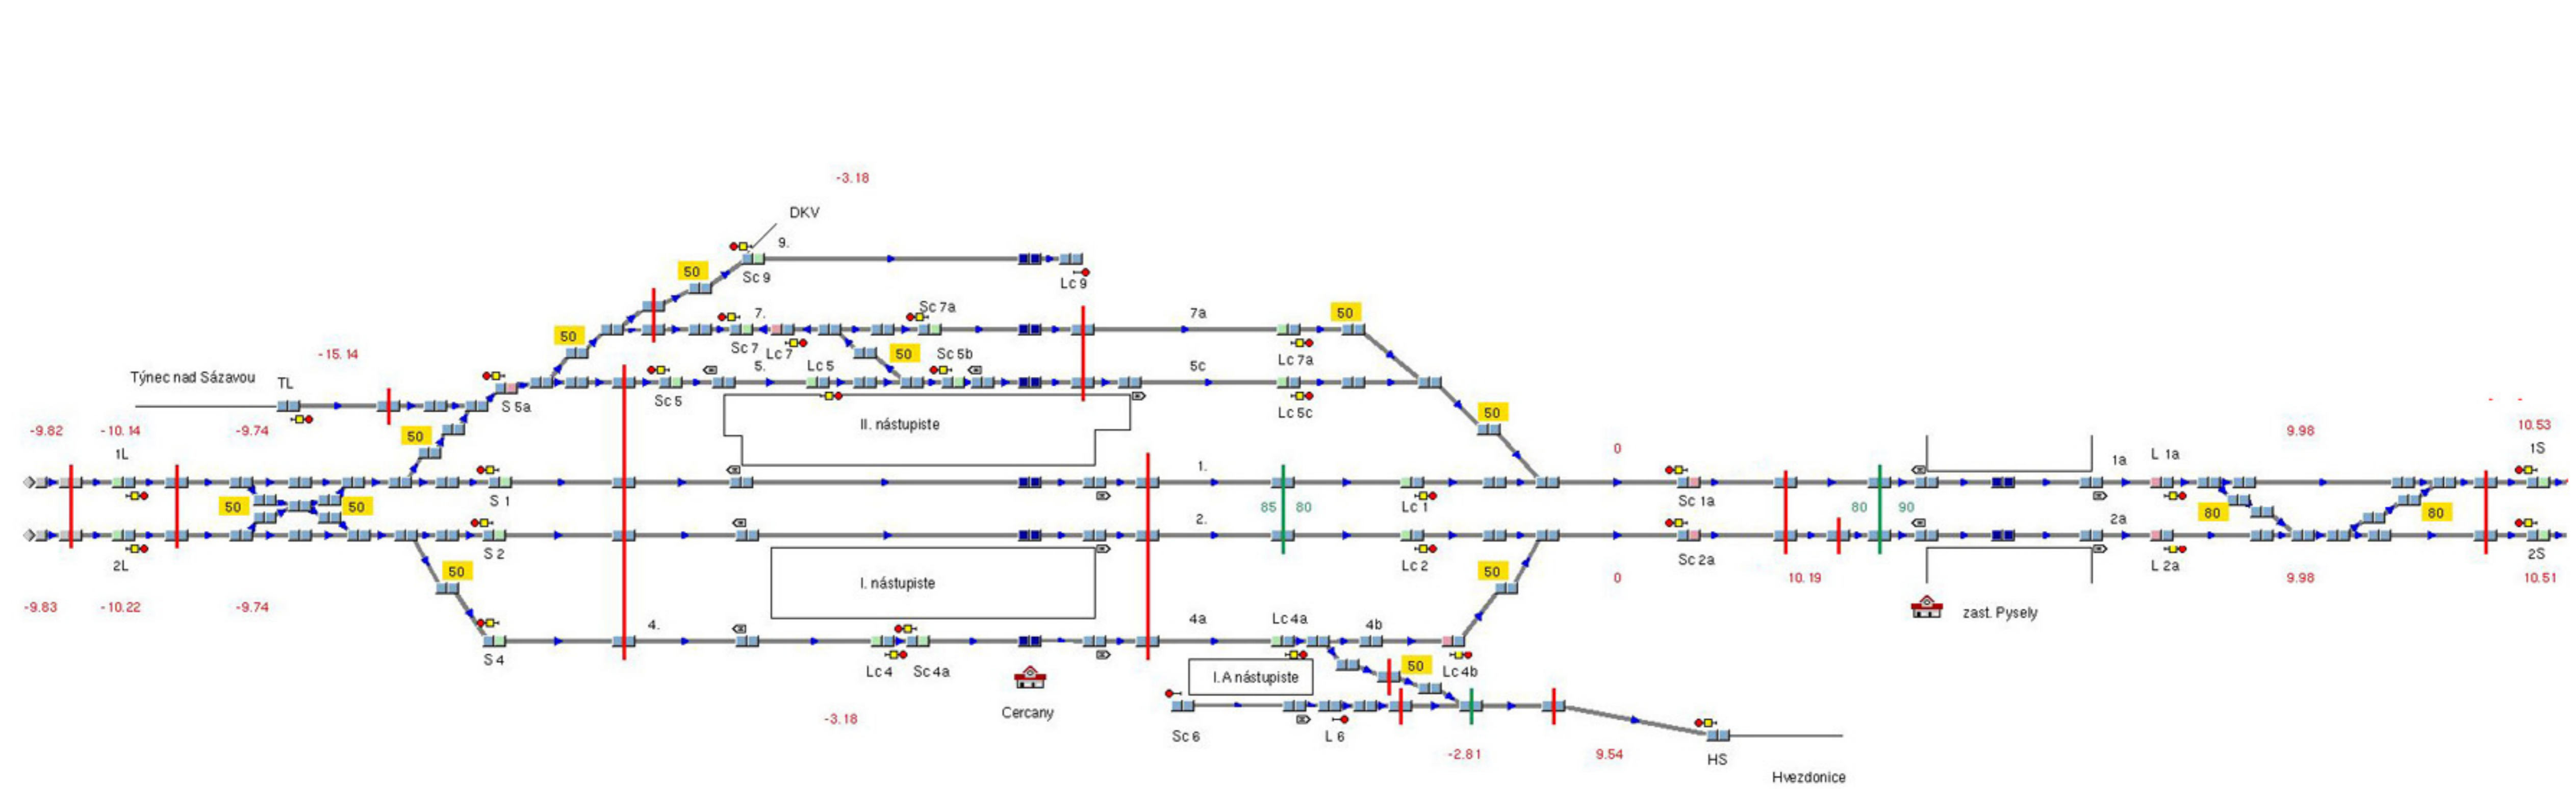 -3.18
DKV
9.
50
Sc 9
Lc 9
Sc 7a
7.
7a
50
50
Sc 7
Lc 7
-15.14
50
Sc 5b
Lc 7a
Týnec nad Sázavou
TL
Lc 5
5.
5c
S 5a
Sc 5
Lc 5c
50
-9.82
-10.14
-9.74
50
II. nástupiste
10.53
9.98
0
1L
1.
1a
L 1a
1S
S 1
Lc 1
Sc 1a
50
50
85
80
80
90
80
80
2.
2a
S 2
Lc 2
Sc 2a
L 2a
2S
2L
50
I. nástupiste
50
0
10.19
9.98
10.51
-9.83
-10.22
-9.74
4.
4a
Lc 4a
4b
zast. Pysely
S 4
Lc 4
Sc 4a
I.A nástupiste
50
Lc 4b
Cercany
-3.18
Sc 6
L 6
-2.81
9.54
HS
Hvezdonice